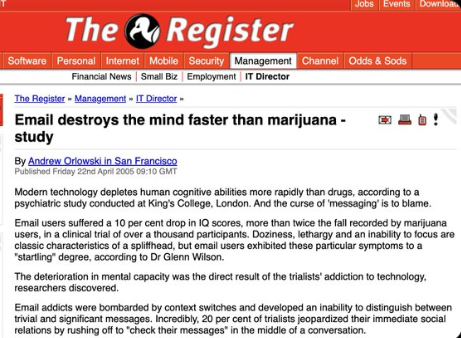 IT
Jobs Events Download
The Register
Software Personal Internet Mobile Security Management Channel Odds & Sods
Financial News Small Biz Employment IT Director
The Register » Management » IT Director »
Email destroys the mind faster than marijuana -
study
By Andrew Orlowski in San Francisco
Published Friday 22nd April 2005 09:10 GMT
Modern technology depletes human cognitive abilities more rapidly than drugs, according to a
psychiatric study conducted at King's College, London. And the curse of 'messaging' is to blame.
Email users suffered a 10 per cent drop in IQ scores, more than twice the fall recorded by marijuana
users, in a clinical trial of over a thousand participants. Doziness, lethargy and an inability to focus are
classic characteristics of a spliffhead, but email users exhibited these particular symptoms to a
"startling" degree, according to Dr Glenn Wilson.
The deterioration in mental capacity was the direct result of the trialists' addiction to technology,
researchers discovered.
Email addicts were bombarded by context switches and developed an inability to distinguish between
trivial and significant messages. Incredibly, 20 per cent of trialists jeopardized their immediate social
relations by rushing off to "check their messages" in the middle of a conversation.